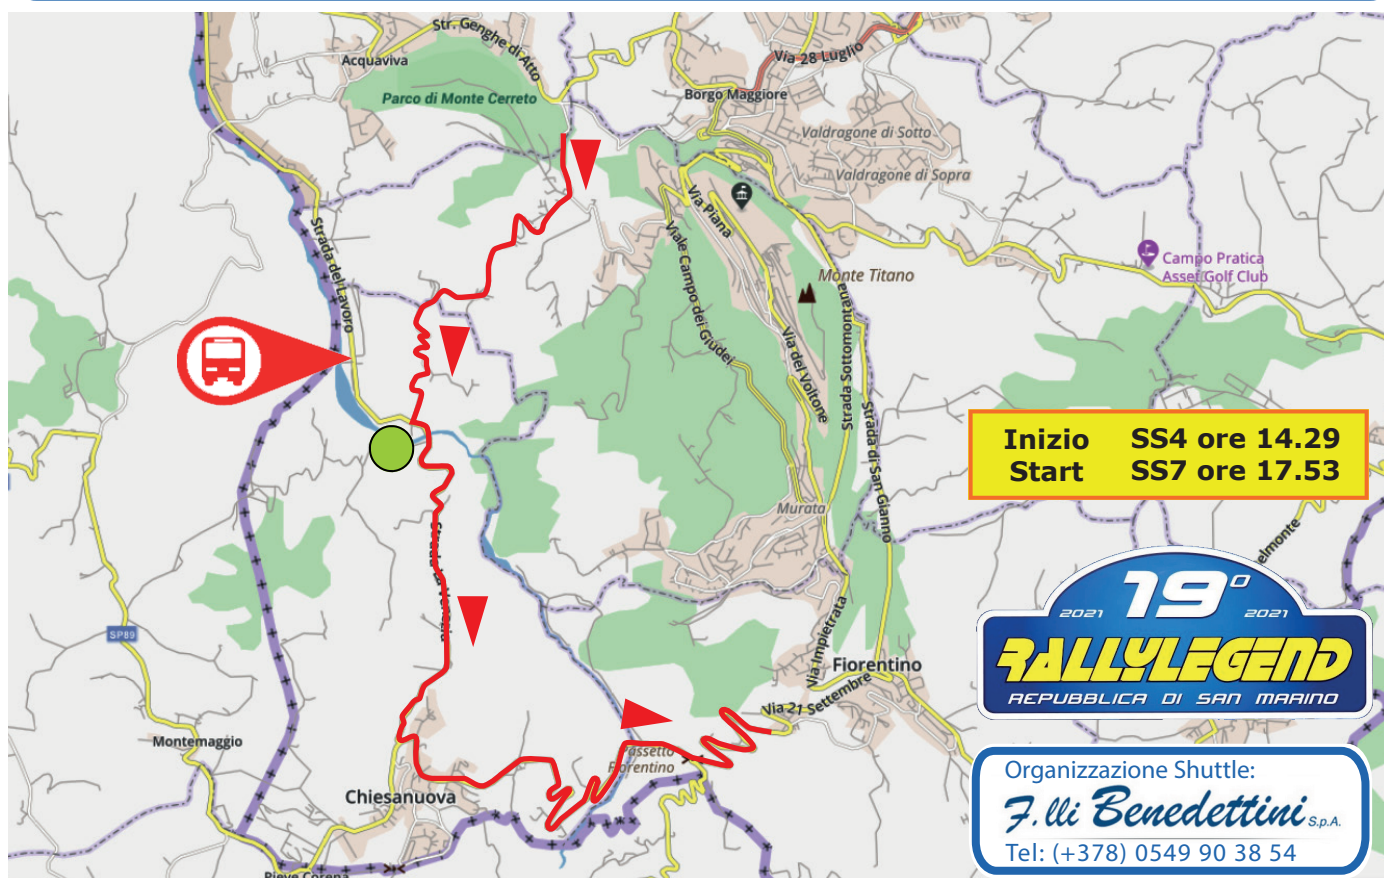 Str. Genghe di Atto
Acquaviva
Via 28 Luglio
Parco di Monte Cerreto
Borgo Maggiore
Valdragone di Sotto
Valdragone di Sopra
Via Piana
Strada del Lavoro
Viale Campo dei Giudei
Campo Pratica
Asset Golf Club
Monte Titano
Via del Voltone
Strada Sottomontana
Strada di San Gianno
Inizio SS4 ore 14.29
Start SS7 ore 17.53
Murata
elmonte
SP89
Via Impietrata
Fiorentino
Via 21 Settembre
2021 19° 2021
RALLYLEGEND
REPUBBLICA DI SAN MARINO
Montemaggio
Fiorentino
Chiesanuova
Organizzazione Shuttle:
F.lli Benedettini S.p.A.
Tel: (+378) 0549 90 38 54